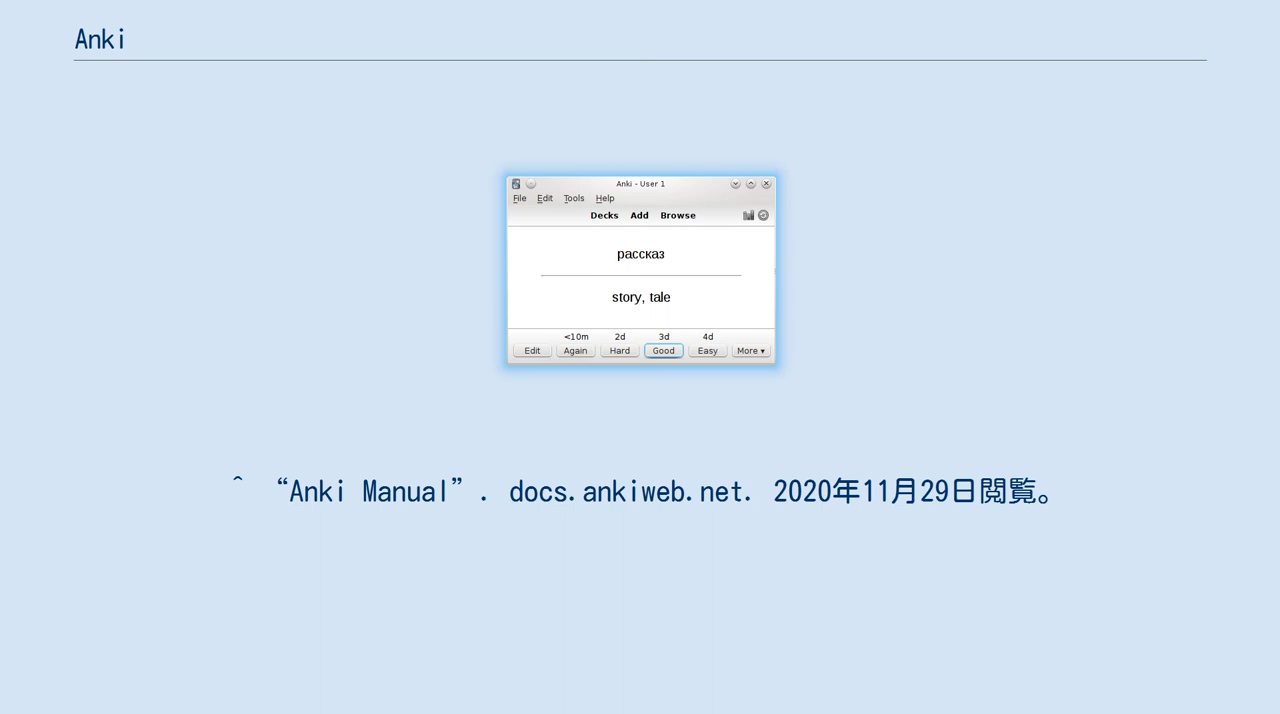 Anki
Anki - User 1
File Edit Tools Help
Decks Add Browse
рассказ
story, tale
<10m 2d 3d 4d
Edit Again Hard Good Easy More ▾
^ “Anki Manual”. docs.ankiweb.net. 2020年11月29日閲覧。